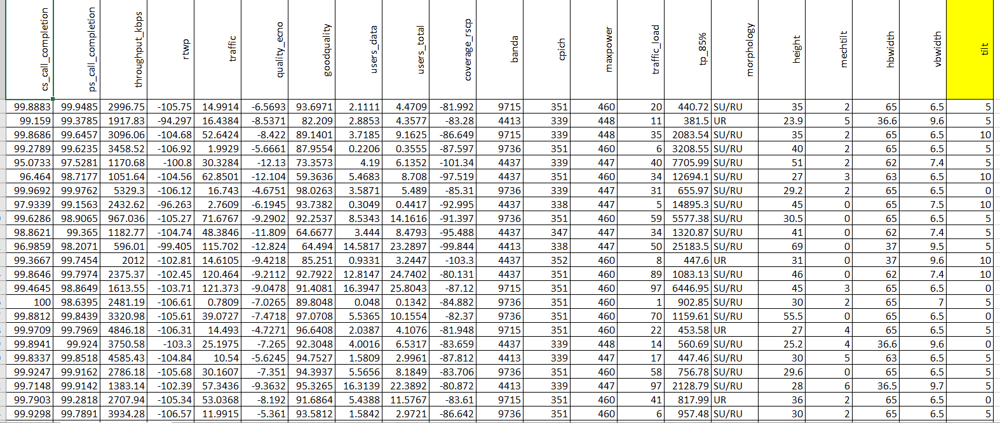 cs_call_completion ps_call_completion throughput_kbps rtwp traffic quality_ecno goodquality users_data users_total coverage_rscp banda cpich maxpower traffic_load tp_85% morphology height mechtilt hbwidth vbwidth tilt
99.8883 99.9485 2996.75 -105.75 14.9914 -6.5693 93.6971 2.1111 4.4709 -81.992 9715 351 460 20 440.72 SU/RU 35 2 65 6.5 5
99.159 99.3785 1917.83 -94.297 16.4384 -8.5371 82.209 2.8853 4.3577 -83.28 4413 339 448 11 381.5 UR 23.9 5 36.6 9.6 5
99.8686 99.6457 3096.06 -104.68 52.6424 -8.422 89.1401 3.7185 9.1625 -86.649 9715 339 448 35 2083.54 SU/RU 35 2 65 6.5 10
99.2789 99.6235 3458.52 -106.92 1.9929 -5.6661 87.9554 0.2206 0.3555 -87.597 9736 351 460 6 3208.55 SU/RU 40 2 65 6.5 5
95.0733 97.5281 1170.68 -100.8 30.3284 -12.13 73.3573 4.19 6.1352 -101.34 4437 339 447 40 7705.99 SU/RU 51 2 62 7.4 5
96.464 98.7177 1051.64 -104.56 62.8501 -12.104 59.3636 5.4683 8.708 -97.519 4437 351 460 34 12694.1 SU/RU 27 3 63 6.5 10
99.9692 99.9762 5329.3 -106.12 16.743 -4.6751 98.0263 3.5871 5.489 -85.31 9736 339 447 31 655.97 SU/RU 29.2 2 65 6.5 0
97.9339 99.1563 2432.62 -96.263 2.7609 -6.1945 93.7382 0.3049 0.4417 -92.995 4437 338 447 5 14895.3 SU/RU 45 0 65 7.5 10
99.6286 98.9065 967.036 -105.27 71.6767 -9.2902 92.2537 8.5343 14.1616 -91.397 9736 351 460 59 5577.38 SU/RU 30.5 0 65 6.5 5
98.8621 99.365 1182.77 -104.74 48.3846 -11.809 64.6677 3.444 8.4793 -95.488 4437 347 447 34 1320.87 SU/RU 41 0 62 7.4 5
96.9859 98.2071 596.01 -99.405 115.702 -12.824 64.494 14.5817 23.2897 -99.844 4413 338 447 50 25183.5 SU/RU 69 0 37 9.5 5
99.3667 99.7454 2012 -102.81 14.6105 -9.4218 85.251 0.9331 3.2447 -103.3 4437 352 460 8 447.6 UR 31 0 37 9.6 10
99.8646 99.7974 2375.37 -102.45 120.464 -9.2112 92.7922 12.8147 24.7402 -80.131 4437 351 460 89 1083.13 SU/RU 46 0 62 7.4 10
99.4645 98.8649 1613.55 -103.71 121.373 -9.0478 91.4081 16.3947 25.8043 -87.12 9715 351 460 97 6446.95 SU/RU 45 3 65 6.5 0
100 98.6395 2481.19 -106.61 0.7809 -7.0265 89.8048 0.048 0.1342 -84.882 9736 351 460 1 902.85 SU/RU 30 2 65 7 5
99.8812 99.8439 3320.98 -105.61 39.0727 -7.4718 97.0708 5.5365 10.1554 -82.37 9736 351 460 70 1159.61 SU/RU 55.5 0 65 6.5 0
99.9709 99.7969 4846.18 -106.31 14.493 -4.7271 96.6408 2.0387 4.1076 -81.948 9715 351 460 22 453.58 UR 27 4 65 6.5 5
99.8941 99.924 3750.58 -103.3 25.1975 -7.265 92.3048 4.0016 6.5317 -83.659 4437 339 448 14 560.69 SU/RU 25.2 4 36.6 9.6 0
99.8337 99.8518 4585.43 -104.84 10.54 -5.6245 94.7527 1.5809 2.9961 -87.812 4413 339 447 17 447.46 SU/RU 30 5 63 6.5 5
99.9247 99.9162 2786.18 -105.68 30.1607 -7.351 94.3937 5.5656 8.1849 -83.706 9736 351 460 58 756.78 SU/RU 29.6 0 65 6.5 5
99.7148 99.9142 1383.14 -102.39 57.3436 -9.3632 95.3265 16.3139 22.3892 -80.872 4413 339 447 97 2128.79 SU/RU 28 6 36.5 9.7 5
99.7903 99.2818 2707.94 -105.34 53.0368 -8.192 91.6864 5.4388 11.5767 -83.61 9715 351 460 41 817.99 UR 36 2 65 6.5 0
99.9298 99.7891 3934.28 -106.57 11.9915 -5.361 93.5812 1.5842 2.9721 -86.642 9736 351 460 6 957.48 SU/RU 30 2 65 6.5 5